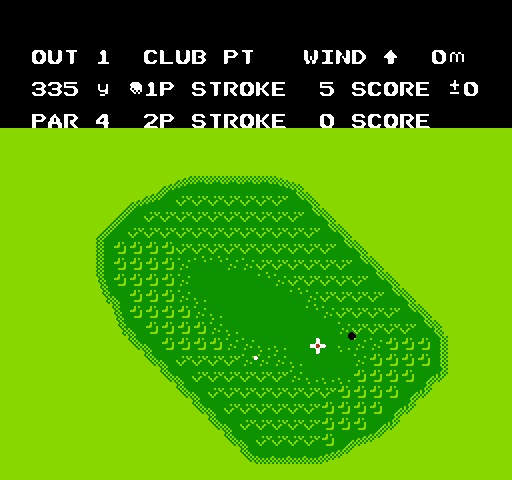 OUT 1 CLUB PT WIND ↑ 0m
335 y 1P STROKE 5 SCORE ±0
PAR 4 2P STROKE 0 SCORE